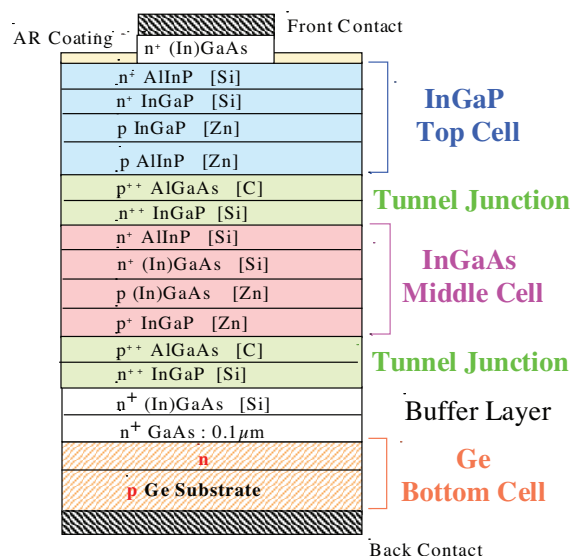 Front Contact
AR Coating
n⁺ (In)GaAs
n⁺ AlInP [Si]
n⁺ InGaP [Si]
p InGaP [Zn]
p AlInP [Zn]
InGaP
Top Cell
p⁺⁺ AlGaAs [C]
n⁺⁺ InGaP [Si]
Tunnel Junction
n⁺ AlInP [Si]
n⁺ (In)GaAs [Si]
p (In)GaAs [Zn]
p⁺ InGaP [Zn]
InGaAs
Middle Cell
p⁺⁺ AlGaAs [C]
n⁺⁺ InGaP [Si]
Tunnel Junction
n⁺ (In)GaAs [Si]
n⁺ GaAs : 0.1μm
Buffer Layer
n
p Ge Substrate
Ge
Bottom Cell
Back Contact